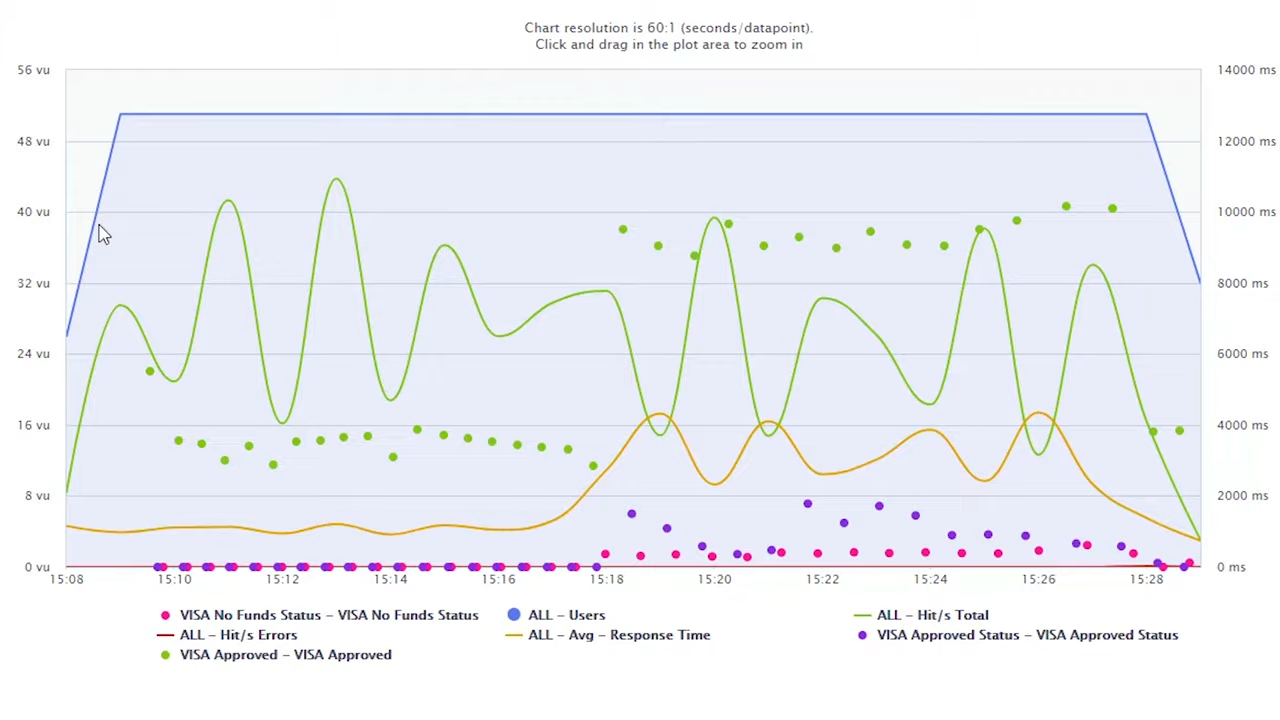 Chart resolution is 60:1 (seconds/datapoint).
Click and drag in the plot area to zoom in
56 vu
14000 ms
48 vu
12000 ms
40 vu
10000 ms
32 vu
8000 ms
24 vu
6000 ms
16 vu
4000 ms
8 vu
2000 ms
0 vu
0 ms
15:08 15:10 15:12 15:14 15:16 15:18 15:20 15:22 15:24 15:26 15:28
VISA No Funds Status – VISA No Funds Status
ALL – Users
ALL – Hit/s Total
ALL – Hit/s Errors
ALL – Avg – Response Time
VISA Approved Status – VISA Approved Status
VISA Approved – VISA Approved